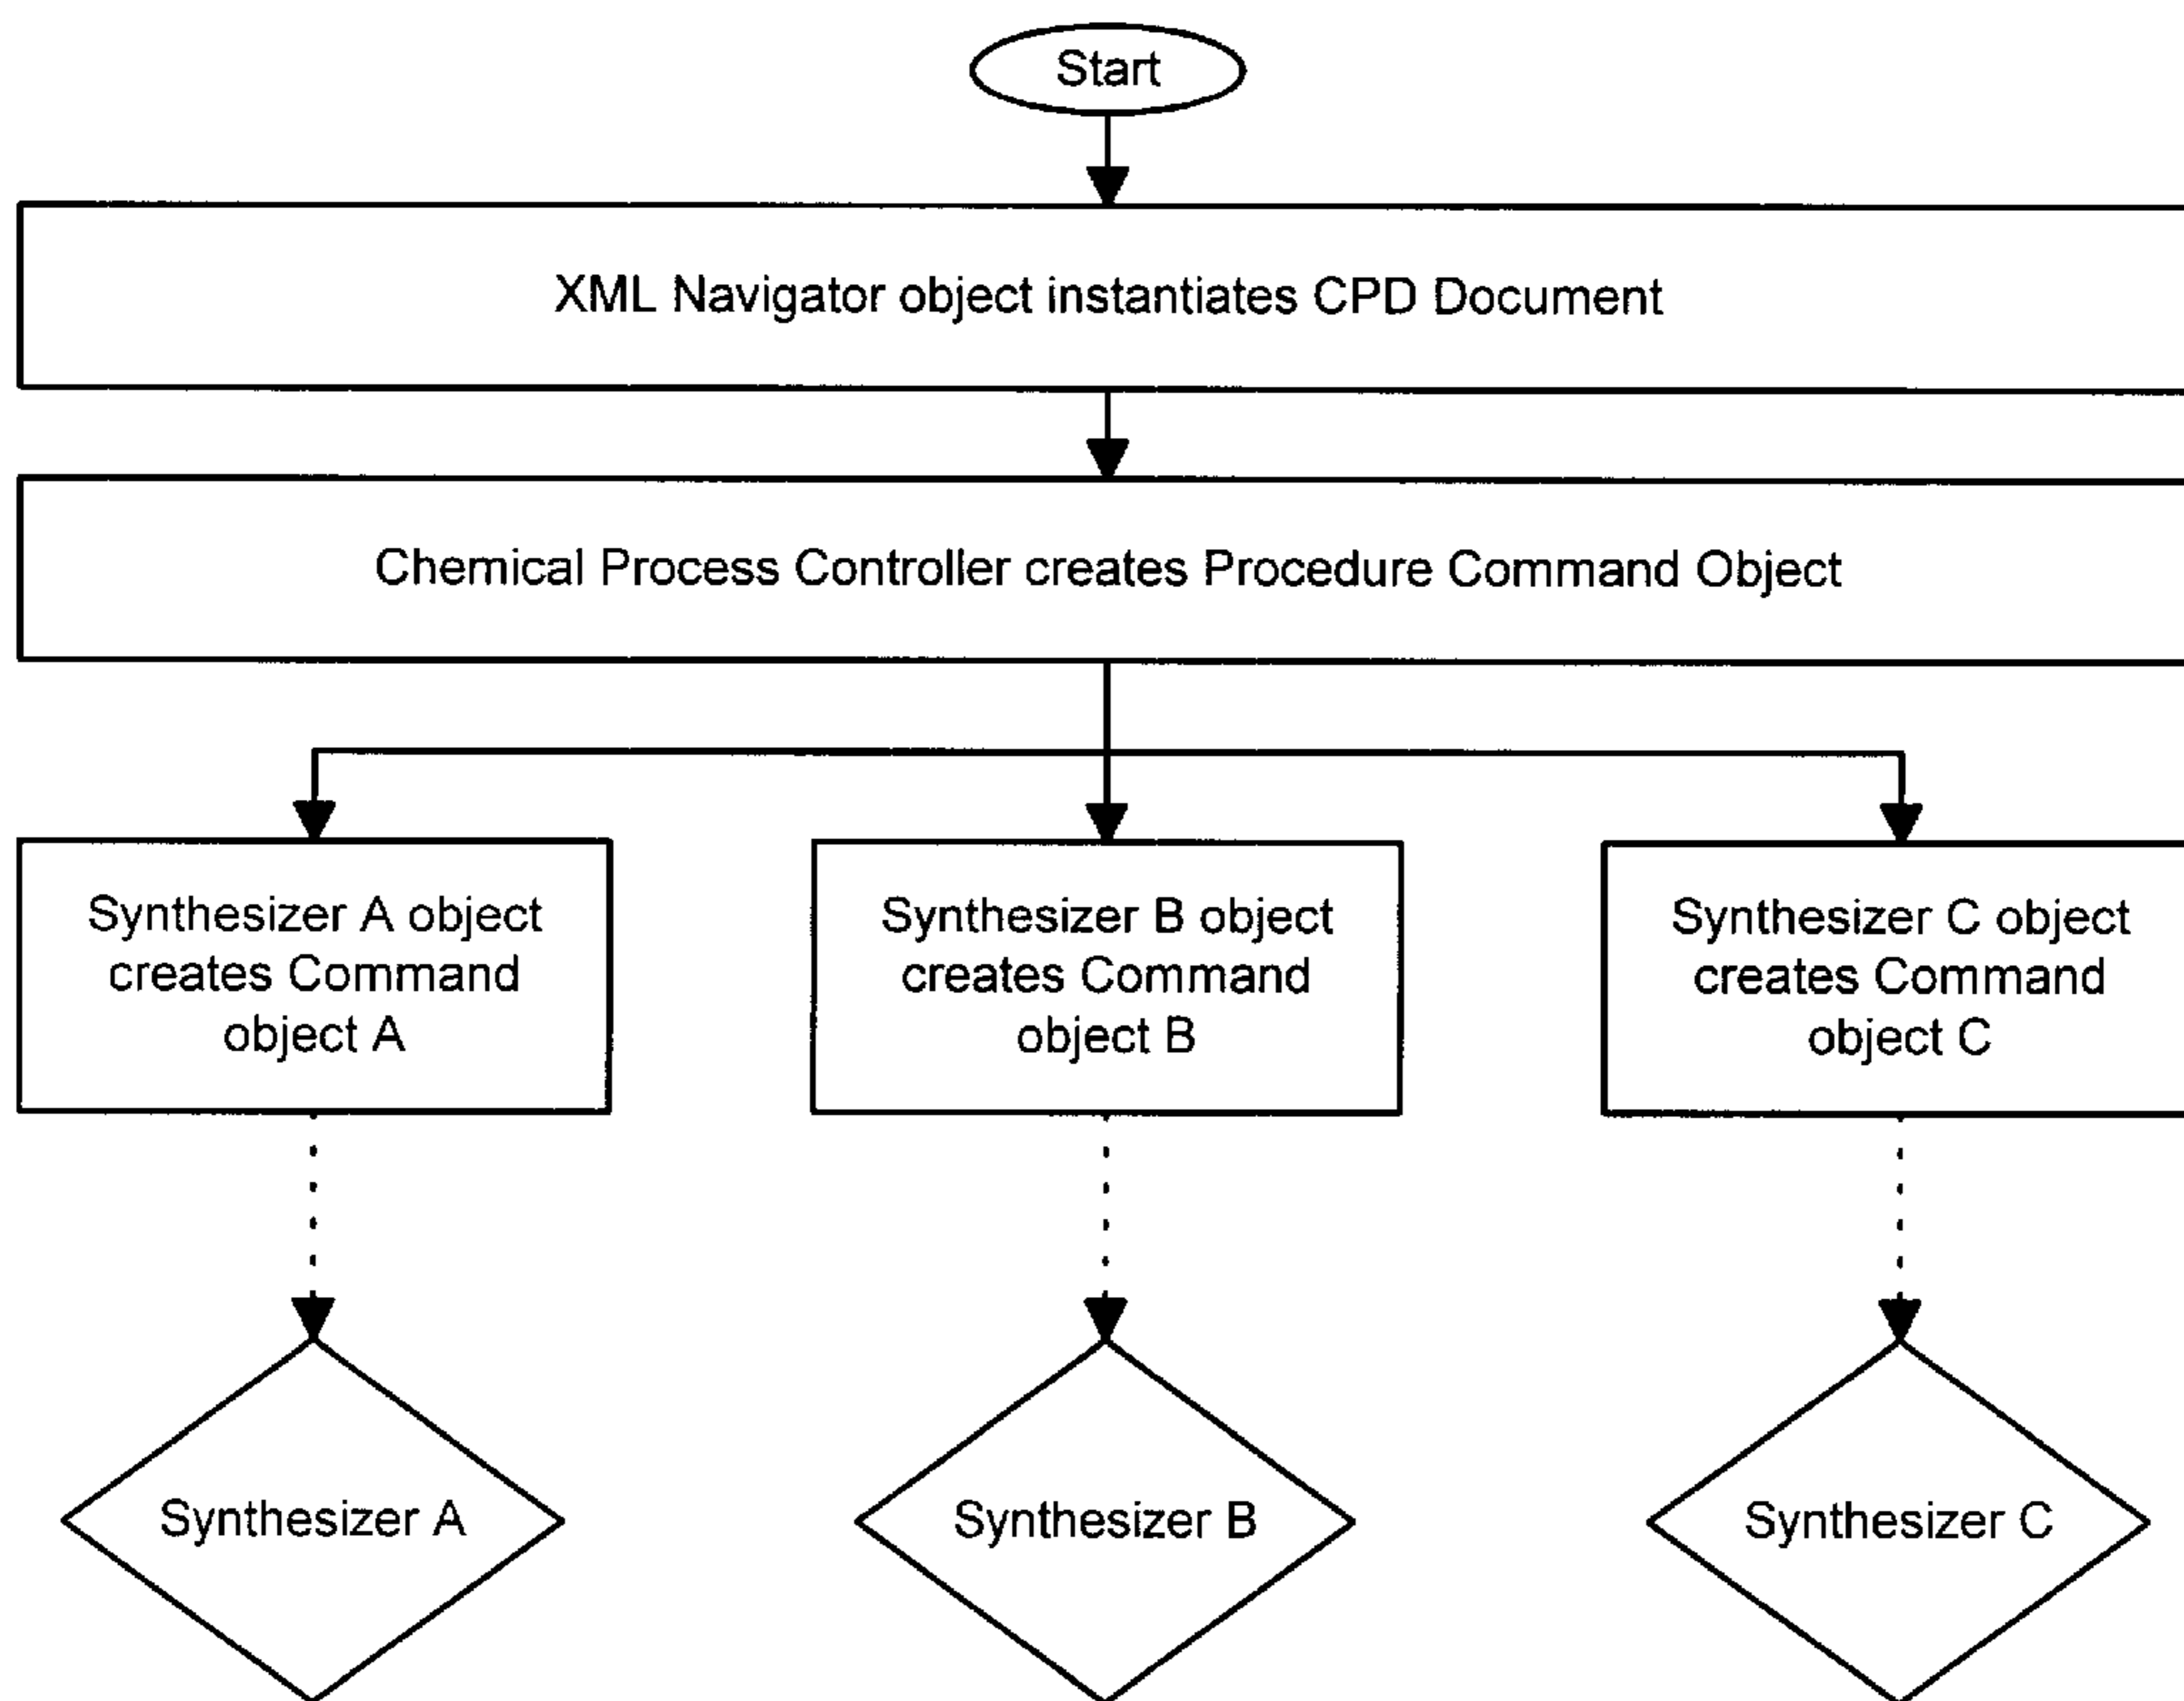 Start
XML Navigator object instantiates CPD Document
Chemical Process Controller creates Procedure Command Object
Synthesizer A object
creates Command
object A
Synthesizer B object
creates Command
object B
Synthesizer C object
creates Command
object C
Synthesizer A
Synthesizer B
Synthesizer C